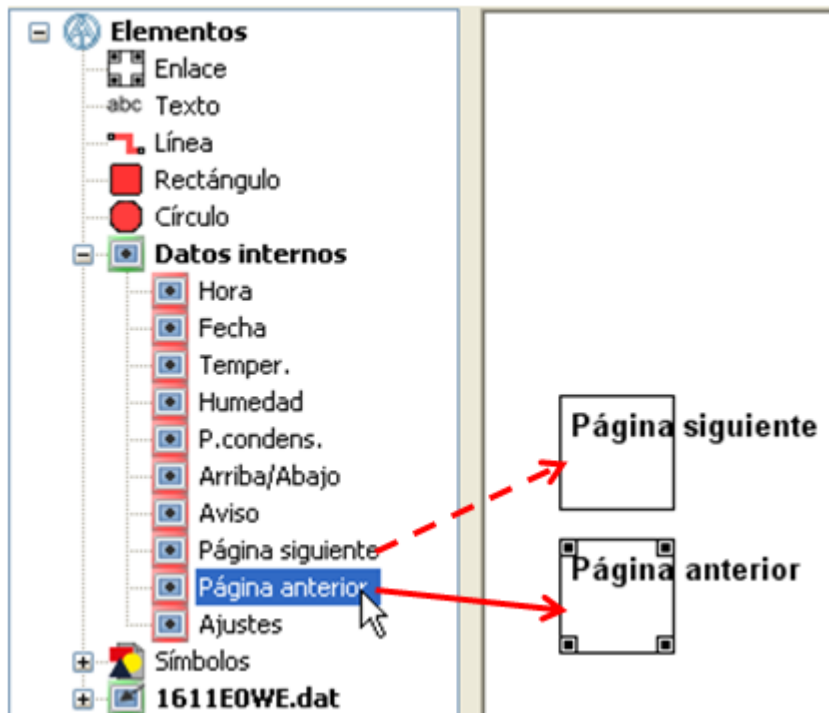 Elementos
Enlace
abc Texto
Línea
Rectángulo
Círculo
Datos internos
Hora
Fecha
Temper.
Humedad
P.condens.
Arriba/Abajo
Aviso
Página siguiente
Página anterior
Ajustes
Símbolos
1611E0WE.dat
Página siguiente
Página anterior